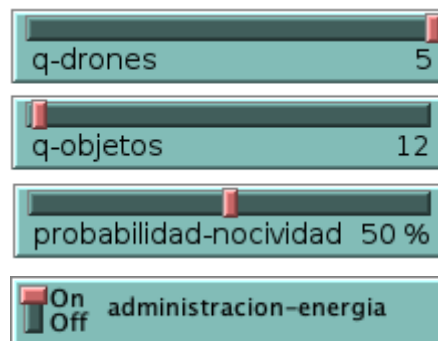 q-drones 5
q-objetos 12
probabilidad-nocividad 50 %
On
Off
administracion-energia